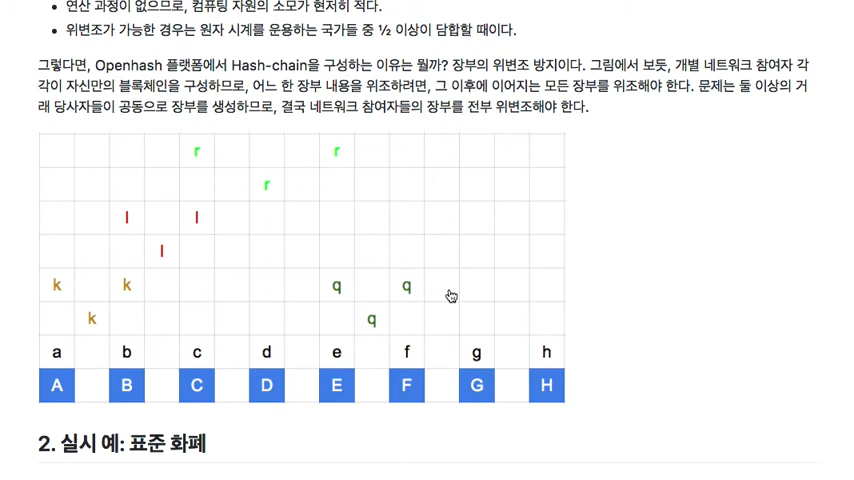 연산 과정이 없으므로, 컴퓨팅 자원의 소모가 현저히 적다.
위변조가 가능한 경우는 원자 시계를 운용하는 국가들 중 ½ 이상이 담합할 때이다.
그렇다면, Openhash 플랫폼에서 Hash-chain을 구성하는 이유는 뭘까? 장부의 위변조 방지이다. 그림에서 보듯, 개별 네트워크 참여자 각
각이 자신만의 블록체인을 구성하므로, 어느 한 장부 내용을 위조하려면, 그 이후에 이어지는 모든 장부를 위조해야 한다. 문제는 둘 이상의 거
래 당사자들이 공동으로 장부를 생성하므로, 결국 네트워크 참여자들의 장부를 전부 위변조해야 한다.
r r
r
l l
l
k k q q
k q
a b c d e f g h
A B C D E F G H
2. 실시 예: 표준 화폐